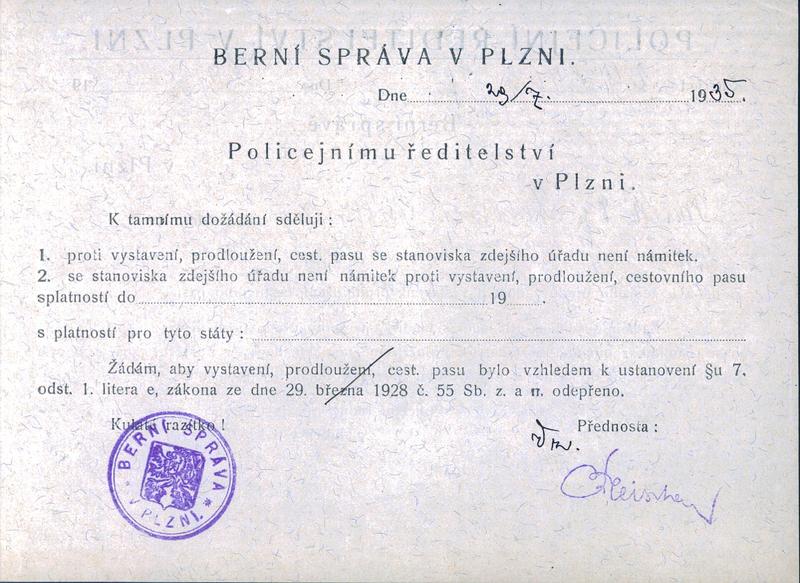 BERNÍ SPRÁVA V PLZNI.
Dne 29/7. 1935.
Policejnímu ředitelství
v Plzni.
K tamnímu dožádání sděluji :
1. proti vystavení, prodloužení, cest. pasu se stanoviska zdejšího úřadu není námitek.
2. se stanoviska zdejšího úřadu není námitek proti vystavení, prodloužení, cestovního pasu
splatností do 19 .
s platností pro tyto státy :
Žádám, aby vystavení, prodloužení, cest. pasu bylo vzhledem k ustanovení §u 7.
odst. 1. litera e, zákona ze dne 29. března 1928 č. 55 Sb. z. a n. odepřeno.
Kulaté razítko !
Přednosta :
BERNÍ SPRÁVA
V PLZNI.